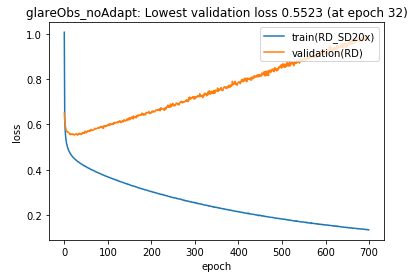 glareObs_noAdapt: Lowest validation loss 0.5523 (at epoch 32)
train(RD_SD20x)
validation(RD)
1.0
0.8
0.6
0.4
0.2
loss
0 100 200 300 400 500 600 700
epoch